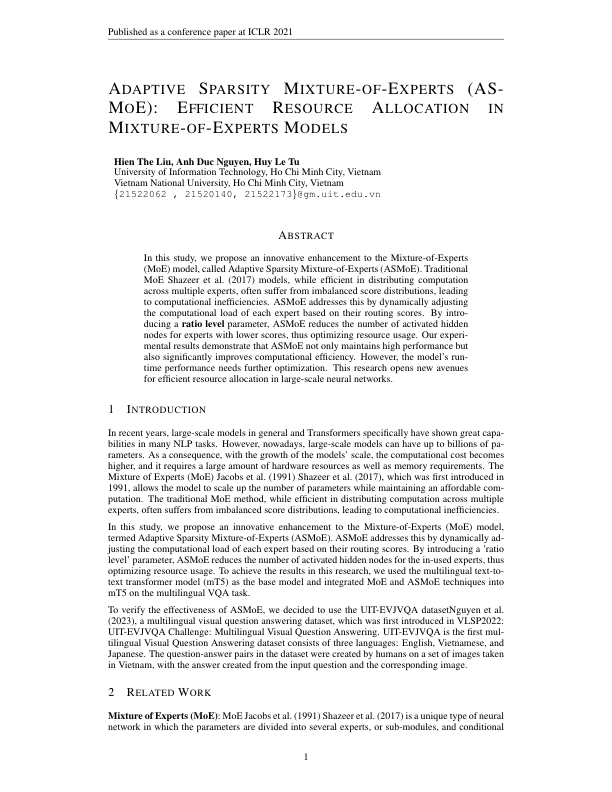 Published as a conference paper at ICLR 2021
ADAPTIVE SPARSITY MIXTURE-OF-EXPERTS (AS-
MOE): EFFICIENT RESOURCE ALLOCATION IN
MIXTURE-OF-EXPERTS MODELS
Hien The Liu, Anh Duc Nguyen, Huy Le Tu
University of Information Technology, Ho Chi Minh City, Vietnam
Vietnam National University, Ho Chi Minh City, Vietnam
{21522062 , 21520140, 21522173}@gm.uit.edu.vn
ABSTRACT
In this study, we propose an innovative enhancement to the Mixture-of-Experts
(MoE) model, called Adaptive Sparsity Mixture-of-Experts (ASMoE). Traditional
MoE Shazeer et al. (2017) models, while efficient in distributing computation
across multiple experts, often suffer from imbalanced score distributions, leading
to computational inefficiencies. ASMoE addresses this by dynamically adjusting
the computational load of each expert based on their routing scores. By intro-
ducing a ratio level parameter, ASMoE reduces the number of activated hidden
nodes for experts with lower scores, thus optimizing resource usage. Our experi-
mental results demonstrate that ASMoE not only maintains high performance but
also significantly improves computational efficiency. However, the model's run-
time performance needs further optimization. This research opens new avenues
for efficient resource allocation in large-scale neural networks.
1 INTRODUCTION
In recent years, large-scale models in general and Transformers specifically have shown great capa-
bilities in many NLP tasks. However, nowadays, large-scale models can have up to billions of pa-
rameters. As a consequence, with the growth of the models' scale, the computational cost becomes
higher, and it requires a large amount of hardware resources as well as memory requirements. The
Mixture of Experts (MoE) Jacobs et al. (1991) Shazeer et al. (2017), which was first introduced in
1991, allows the model to scale up the number of parameters while maintaining an affordable com-
putation. The traditional MoE method, while efficient in distributing computation across multiple
experts, often suffers from imbalanced score distributions, leading to computational inefficiencies.
In this study, we propose an innovative enhancement to the Mixture-of-Experts (MoE) model,
termed Adaptive Sparsity Mixture-of-Experts (ASMoE). ASMoE addresses this by dynamically ad-
justing the computational load of each expert based on their routing scores. By introducing a 'ratio
level' parameter, ASMoE reduces the number of activated hidden nodes for the in-used experts, thus
optimizing resource usage. To achieve the results in this research, we used the multilingual text-to-
text transformer model (mT5) as the base model and integrated MoE and ASMoE techniques into
mT5 on the multilingual VQA task.
To verify the effectiveness of ASMoE, we decided to use the UIT-EVJVQA datasetNguyen et al.
(2023), a multilingual visual question answering dataset, which was first introduced in VLSP2022:
UIT-EVJVQA Challenge: Multilingual Visual Question Answering. UIT-EVJVQA is the first mul-
tilingual Visual Question Answering dataset consists of three languages: English, Vietnamese, and
Japanese. The question-answer pairs in the dataset were created by humans on a set of images taken
in Vietnam, with the answer created from the input question and the corresponding image.
2 RELATED WORK
Mixture of Experts (MoE): MoE Jacobs et al. (1991) Shazeer et al. (2017) is a unique type of neural
network in which the parameters are divided into several experts, or sub-modules, and conditional
1